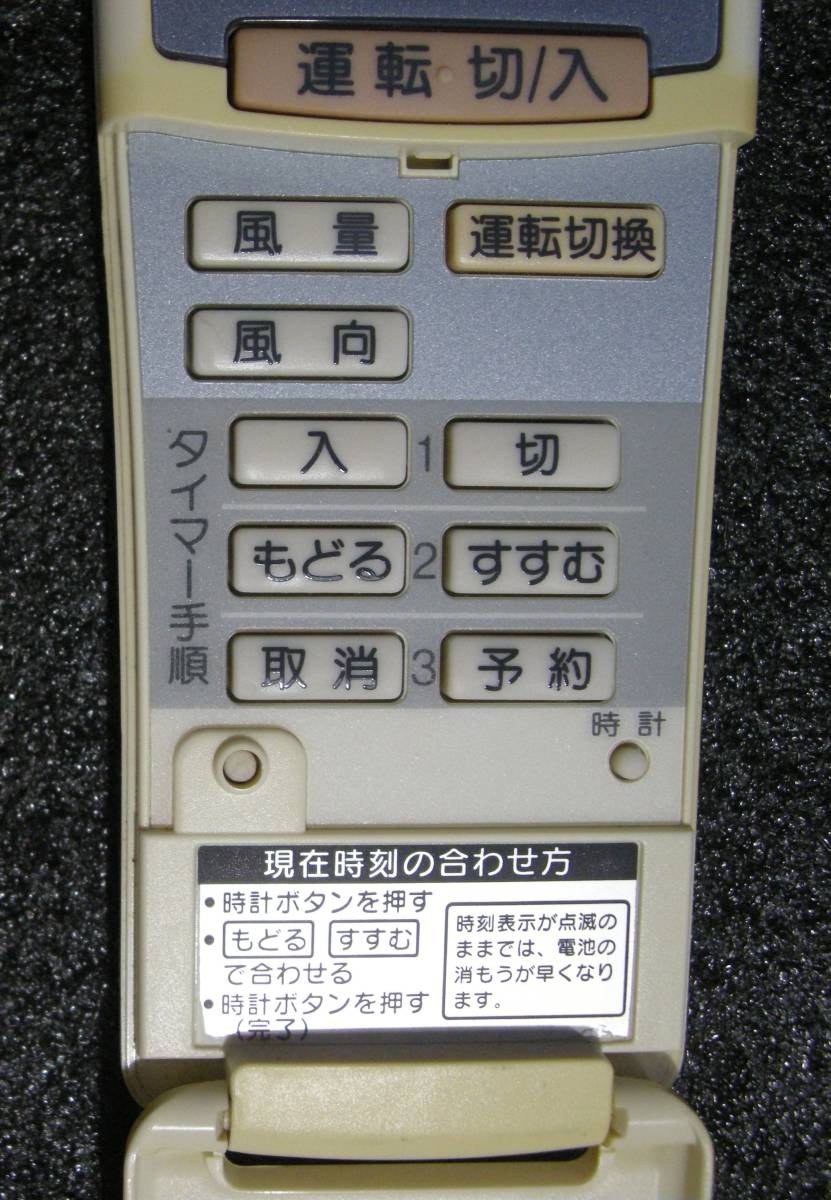 運転 切/入
風量 運転切換
風向
タイマー手順
入 1 切
もどる 2 すすむ
取消 3 予約
時計
現在時刻の合わせ方
・時計ボタンを押す
・もどる すすむ
で合わせる
・時計ボタンを押す
(完了)
時刻表示が点滅の
ままでは、電池の
消もうが早くなり
ます。